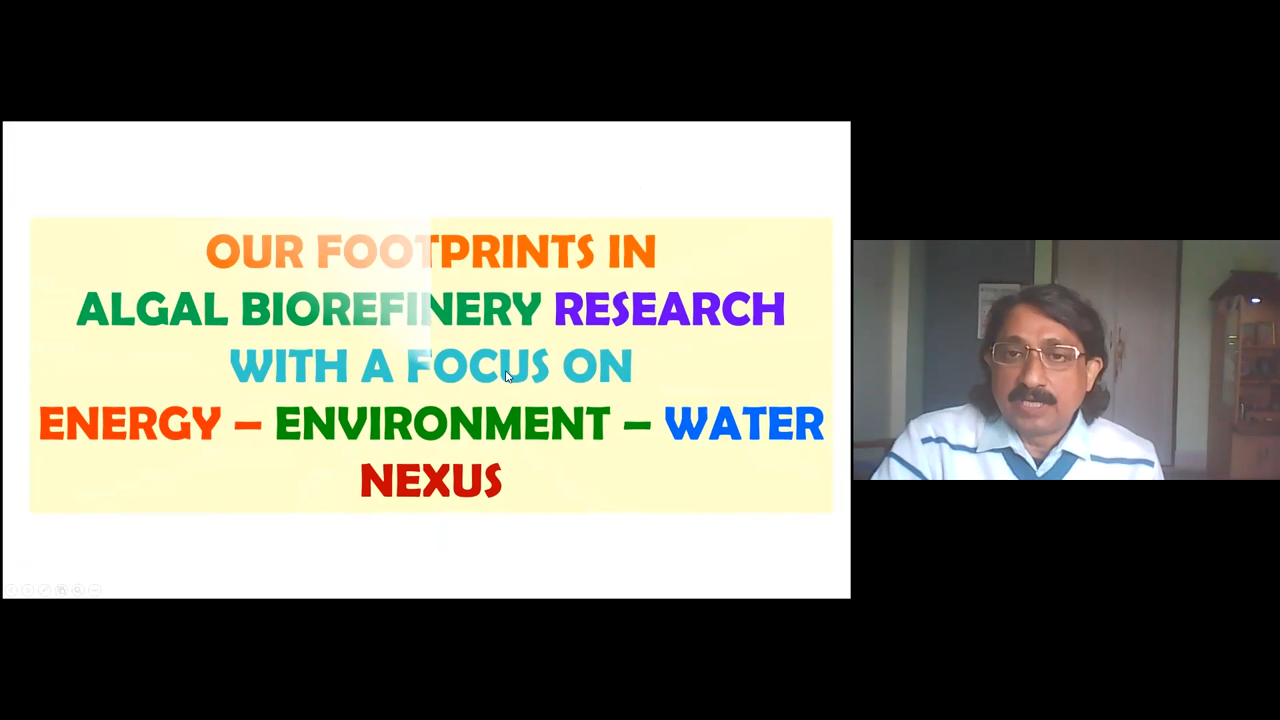 OUR FOOTPRINTS IN
ALGAL BIOREFINERY RESEARCH
WITH A FOCUS ON
ENERGY – ENVIRONMENT – WATER
NEXUS